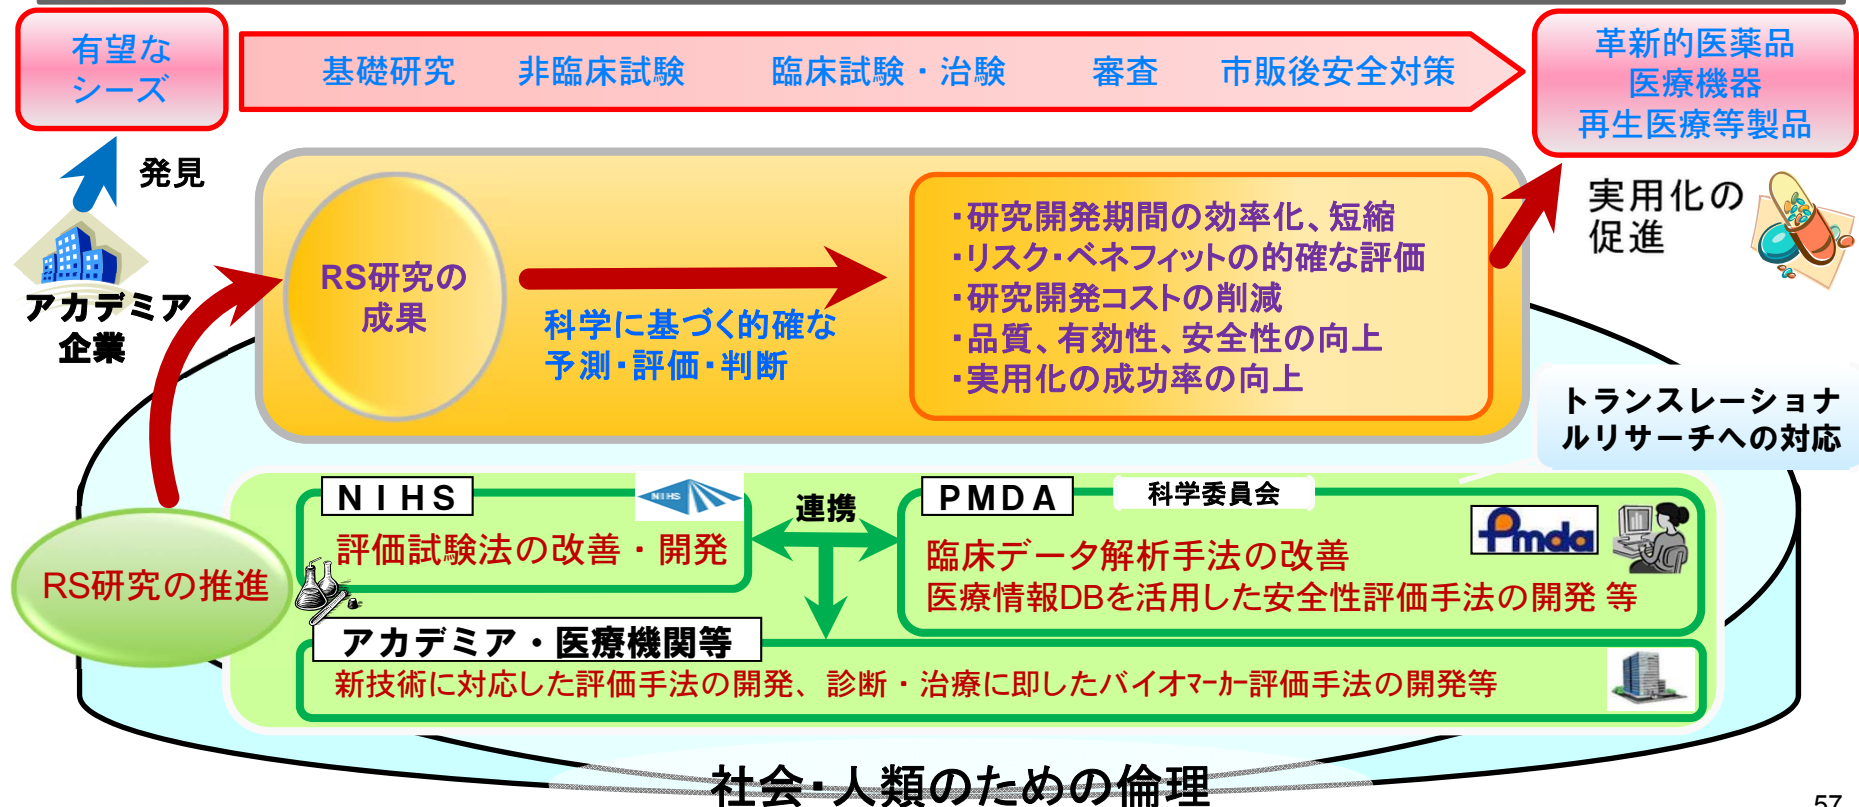 有望な
シーズ
基礎研究 非臨床試験 臨床試験・治験 審査 市販後安全対策
革新的医薬品
医療機器
再生医療等製品
発見
アカデミア
企業
RS研究の
成果
科学に基づく的確な
予測・評価・判断
・研究開発期間の効率化、短縮
・リスク・ベネフィットの的確な評価
・研究開発コストの削減
・品質、有効性、安全性の向上
・実用化の成功率の向上
実用化の
促進
トランスレーショナ
ルリサーチへの対応
RS研究の推進
NIHS
NIHS
評価試験法の改善・開発
連携
PMDA
科学委員会
Pmda
臨床データ解析手法の改善
医療情報DBを活用した安全性評価手法の開発 等
アカデミア・医療機関等
新技術に対応した評価手法の開発、診断・治療に即したバイオマーカー評価手法の開発等
社会・人類のための倫理
57